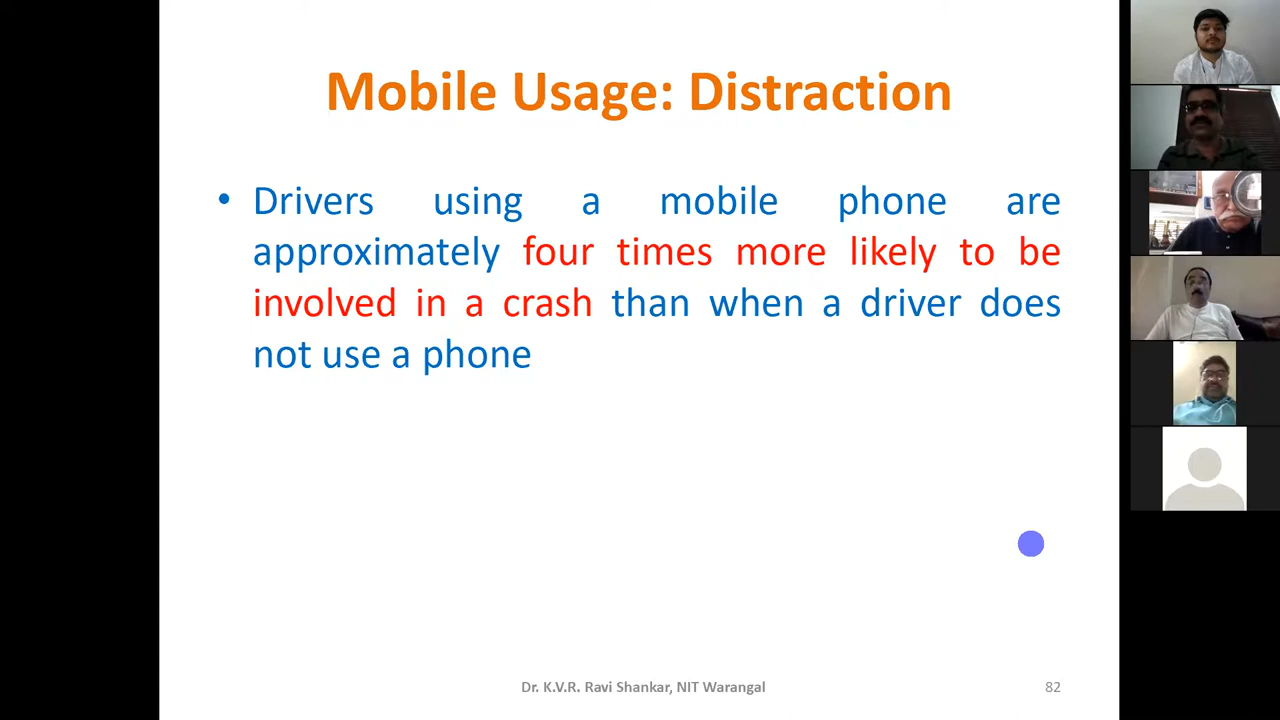 Mobile Usage: Distraction
• Drivers using a mobile phone are
approximately four times more likely to be
involved in a crash than when a driver does
not use a phone
Dr. K.V.R. Ravi Shankar, NIT Warangal
82